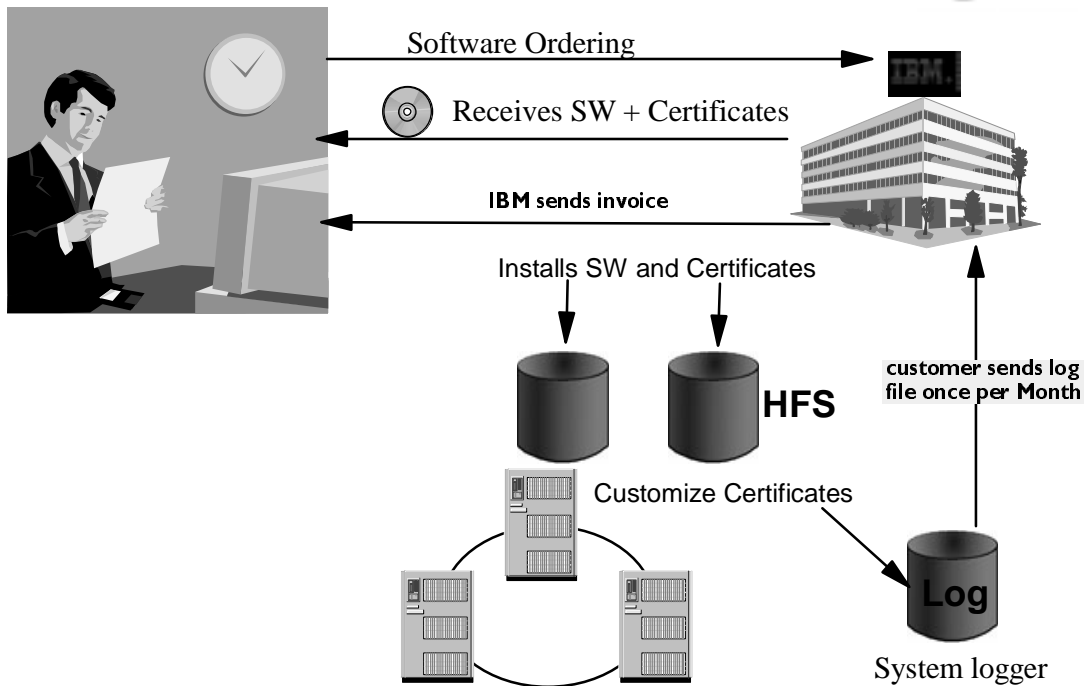 Software Ordering
IBM.
Receives SW + Certificates
IBM sends invoice
Installs SW and Certificates
customer sends log
file once per Month
HFS
Customize Certificates
Log
System logger